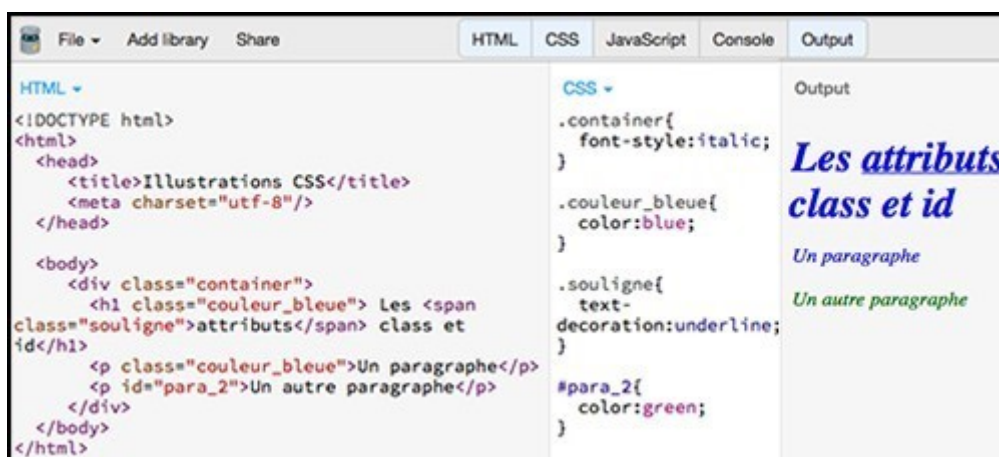 File Add library Share HTML CSS JavaScript Console Output
HTML
<!DOCTYPE html>
<html>
<head>
<title>Illustrations CSS</title>
<meta charset="utf-8"/>
</head>
<body>
<div class="container">
<h1 class="couleur_bleue"> Les <span
class="souligne">attributs</span> class et
id</h1>
<p class="couleur_bleue">Un paragraphe</p>
<p id="para_2">Un autre paragraphe</p>
</div>
</body>
</html>
CSS
.container{
font-style:italic;
}
.couleur_bleue{
color:blue;
}
.souligne{
text-
decoration:underline;
}
#para_2{
color:green;
}
Output
Les attributs
class et id
Un paragraphe
Un autre paragraphe